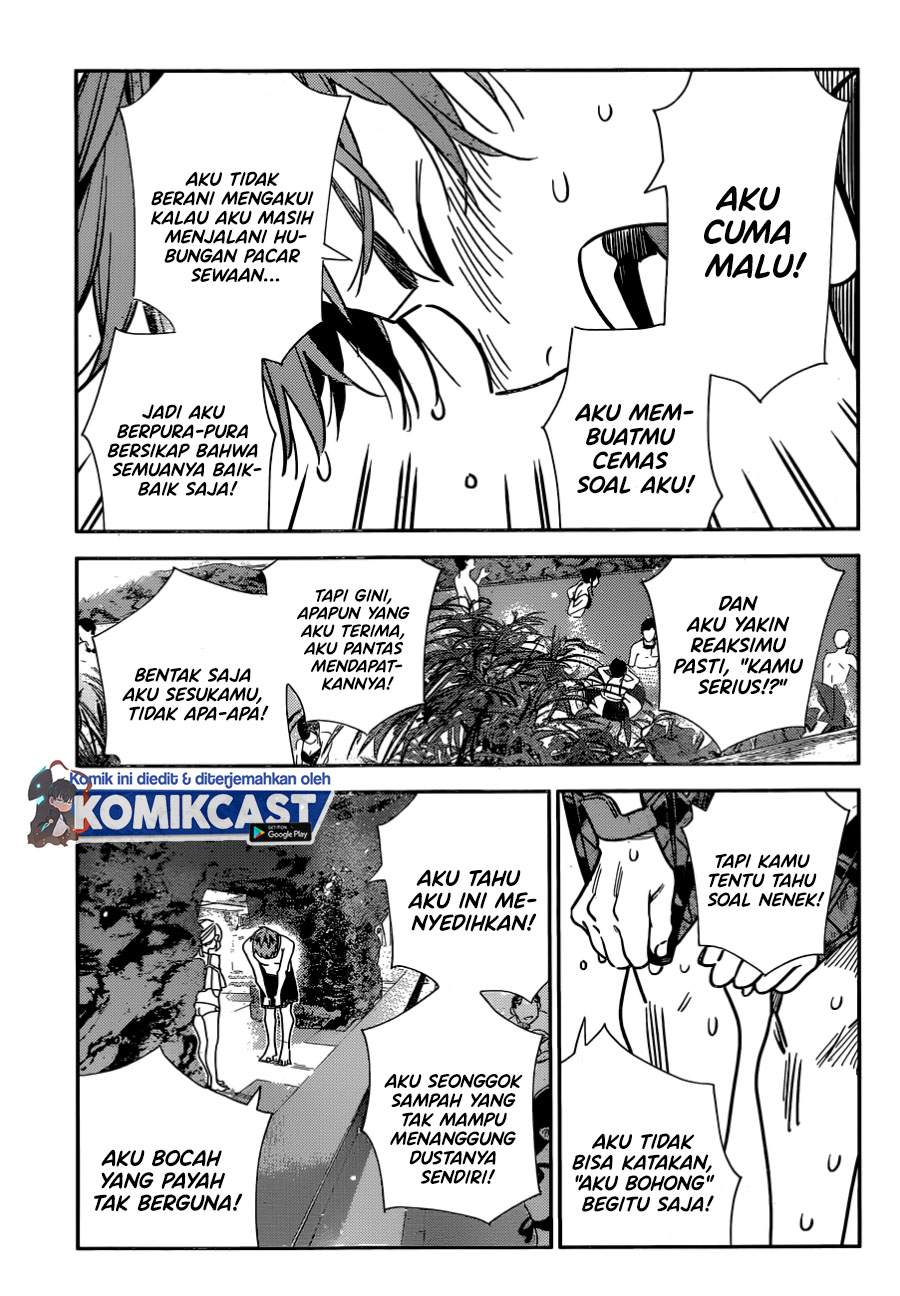 AKU
CUMA
MALU!
AKU MEM-
BUATMU
CEMAS
SOAL AKU!
AKU TIDAK
BERANI MENGAKUI
KALAU AKU MASIH
MENJALANI HU-
BUNGAN PACAR
SEWAAN...
JADI AKU
BERPURA-PURA
BERSIKAP BAHWA
SEMUANYA BAIK-
BAIK SAJA!
DAN
AKU YAKIN
REAKSIMU
PASTI, "KAMU
SERIUS!?"
TAPI GINI,
APAPUN YANG
AKU TERIMA,
AKU PANTAS
MENDAPAT-
KANNYA!
BENTAK SAJA
AKU SESUKAMU,
TIDAK APA-APA!
Komik ini diedit & diterjemahkan oleh
KOMIKCAST
GET IT ON
Google Play
TAPI KAMU
TENTU TAHU
SOAL NENEK!
AKU TIDAK
BISA KATAKAN,
"AKU BOHONG"
BEGITU SAJA!
AKU TAHU
AKU INI ME-
NYEDIHKAN!
AKU SEONGGOK
SAMPAH YANG
TAK MAMPU
MENANGGUNG
DUSTANYA
SENDIRI!
AKU BOCAH
YANG PAYAH
TAK BERGUNA!